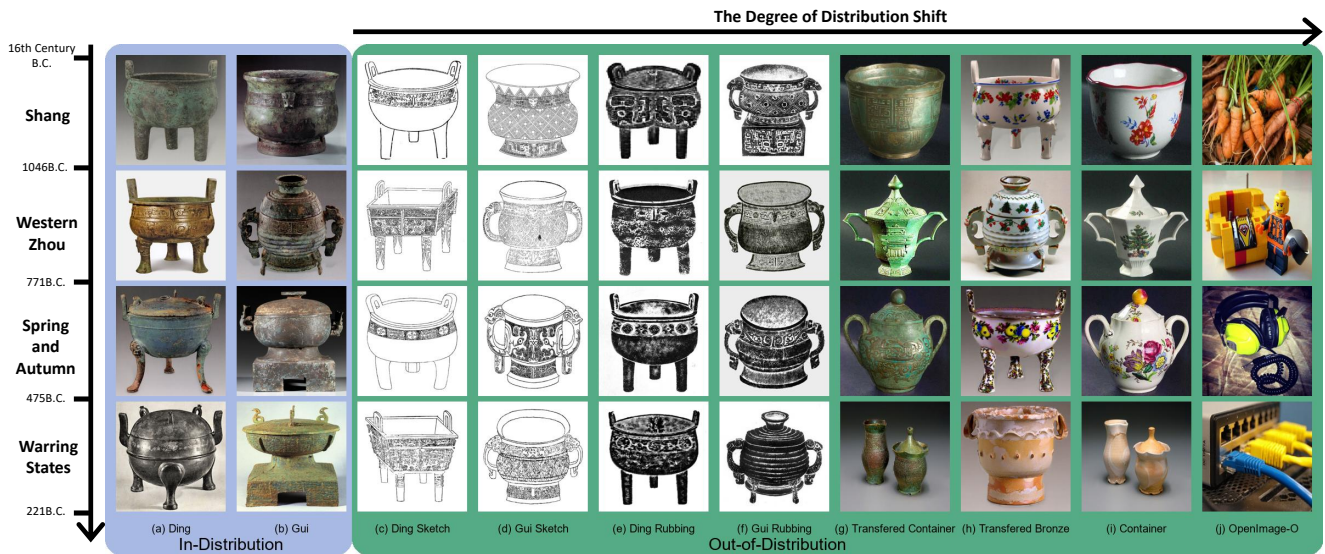 The Degree of Distribution Shift
16th Century
B.C.
Shang
1046B.C.
Western
Zhou
771B.C.
Spring
and
Autumn
475B.C.
Warring
States
221B.C.
(a) Ding
(b) Gui
(c) Ding Sketch
(d) Gui Sketch
(e) Ding Rubbing
(f) Gui Rubbing
(g) Transfered Container
(h) Transfered Bronze
(i) Container
(j) OpenImage-O
In-Distribution
Out-of-Distribution